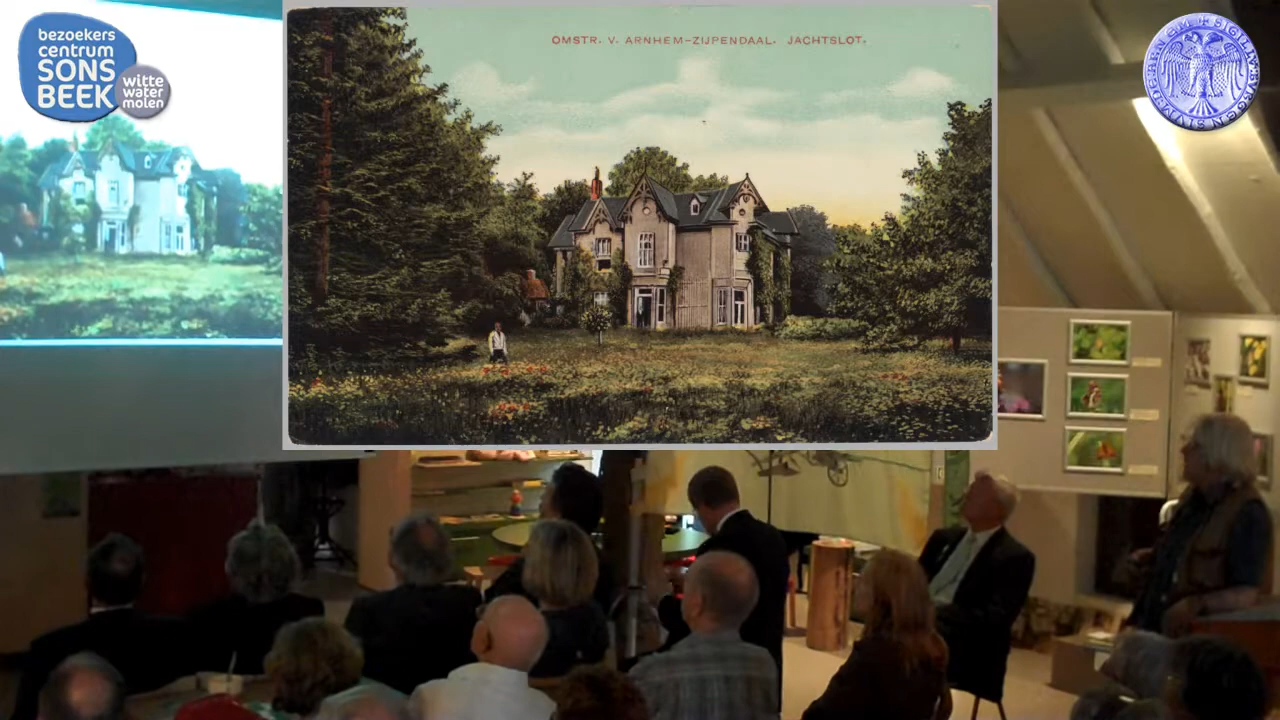 bezoekers
centrum
SONS
BEEK
witte
water
molen
OMSTR. V. ARNHEM-ZIJPENDAAL. JACHTSLOT.